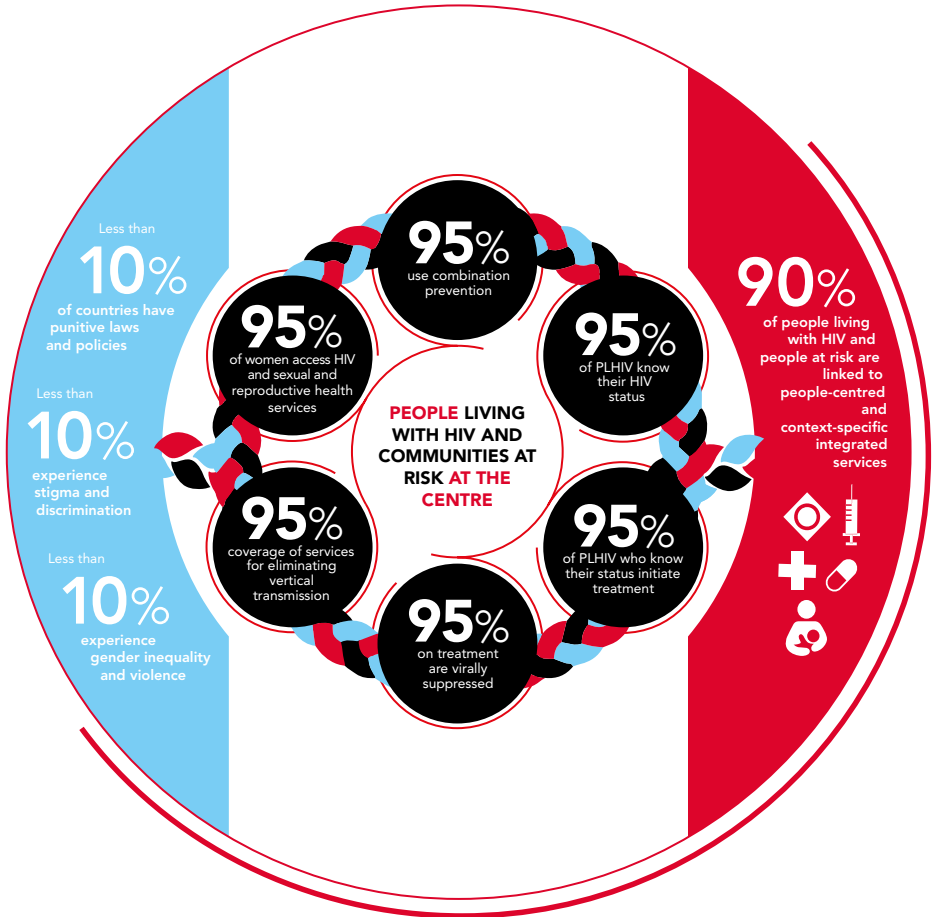 Less than
10%
of countries have
punitive laws
and policies
Less than
10%
experience
stigma and
discrimination
Less than
10%
experience
gender inequality
and violence
95%
use combination
prevention
95%
of PLHIV know
their HIV
status
95%
of PLHIV who know
their status initiate
treatment
95%
on treatment
are virally
suppressed
95%
coverage of services
for eliminating
vertical
transmission
95%
of women access HIV
and sexual and
reproductive health
services
PEOPLE LIVING
WITH HIV AND
COMMUNITIES AT
RISK AT THE
CENTRE
90%
of people living
with HIV and
people at risk are
linked to
people-centred
and
context-specific
integrated
services